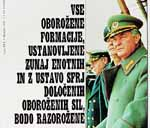 VSE
OBOROŽENE
FORMACIJE,
USTANOVLJENE
ZUNAJ ENOTNIH
IN Z USTAVO SFRJ
DOLOČENIH
OBOROŽENIH SIL,
BODO RAZOROŽENE